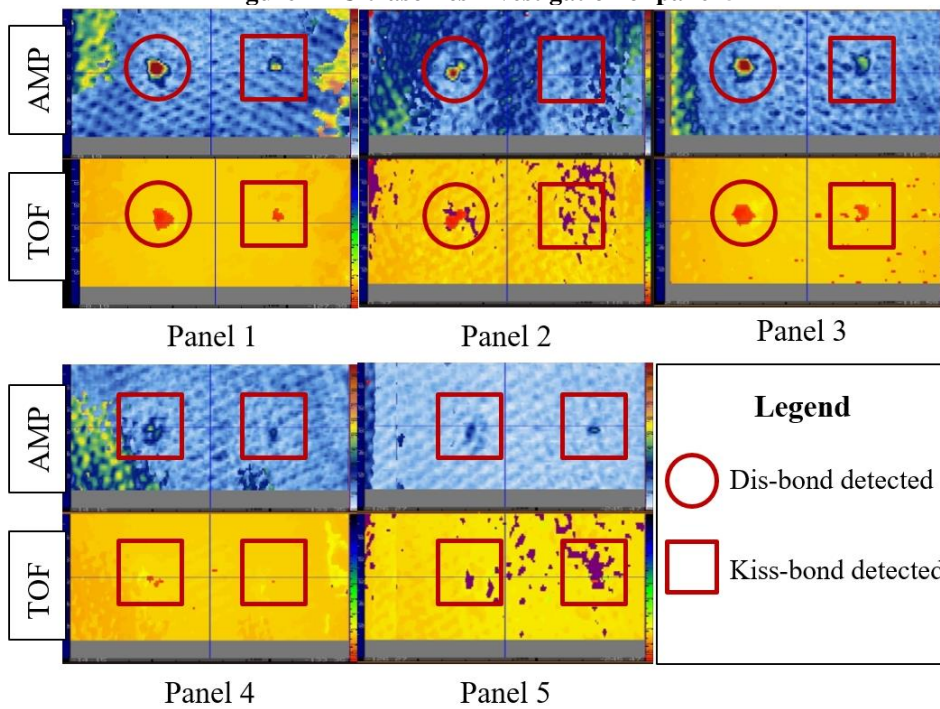 AMP
TOF
Panel 1
Panel 2
Panel 3
AMP
TOF
Panel 4
Panel 5
Legend
Dis-bond detected
Kiss-bond detected